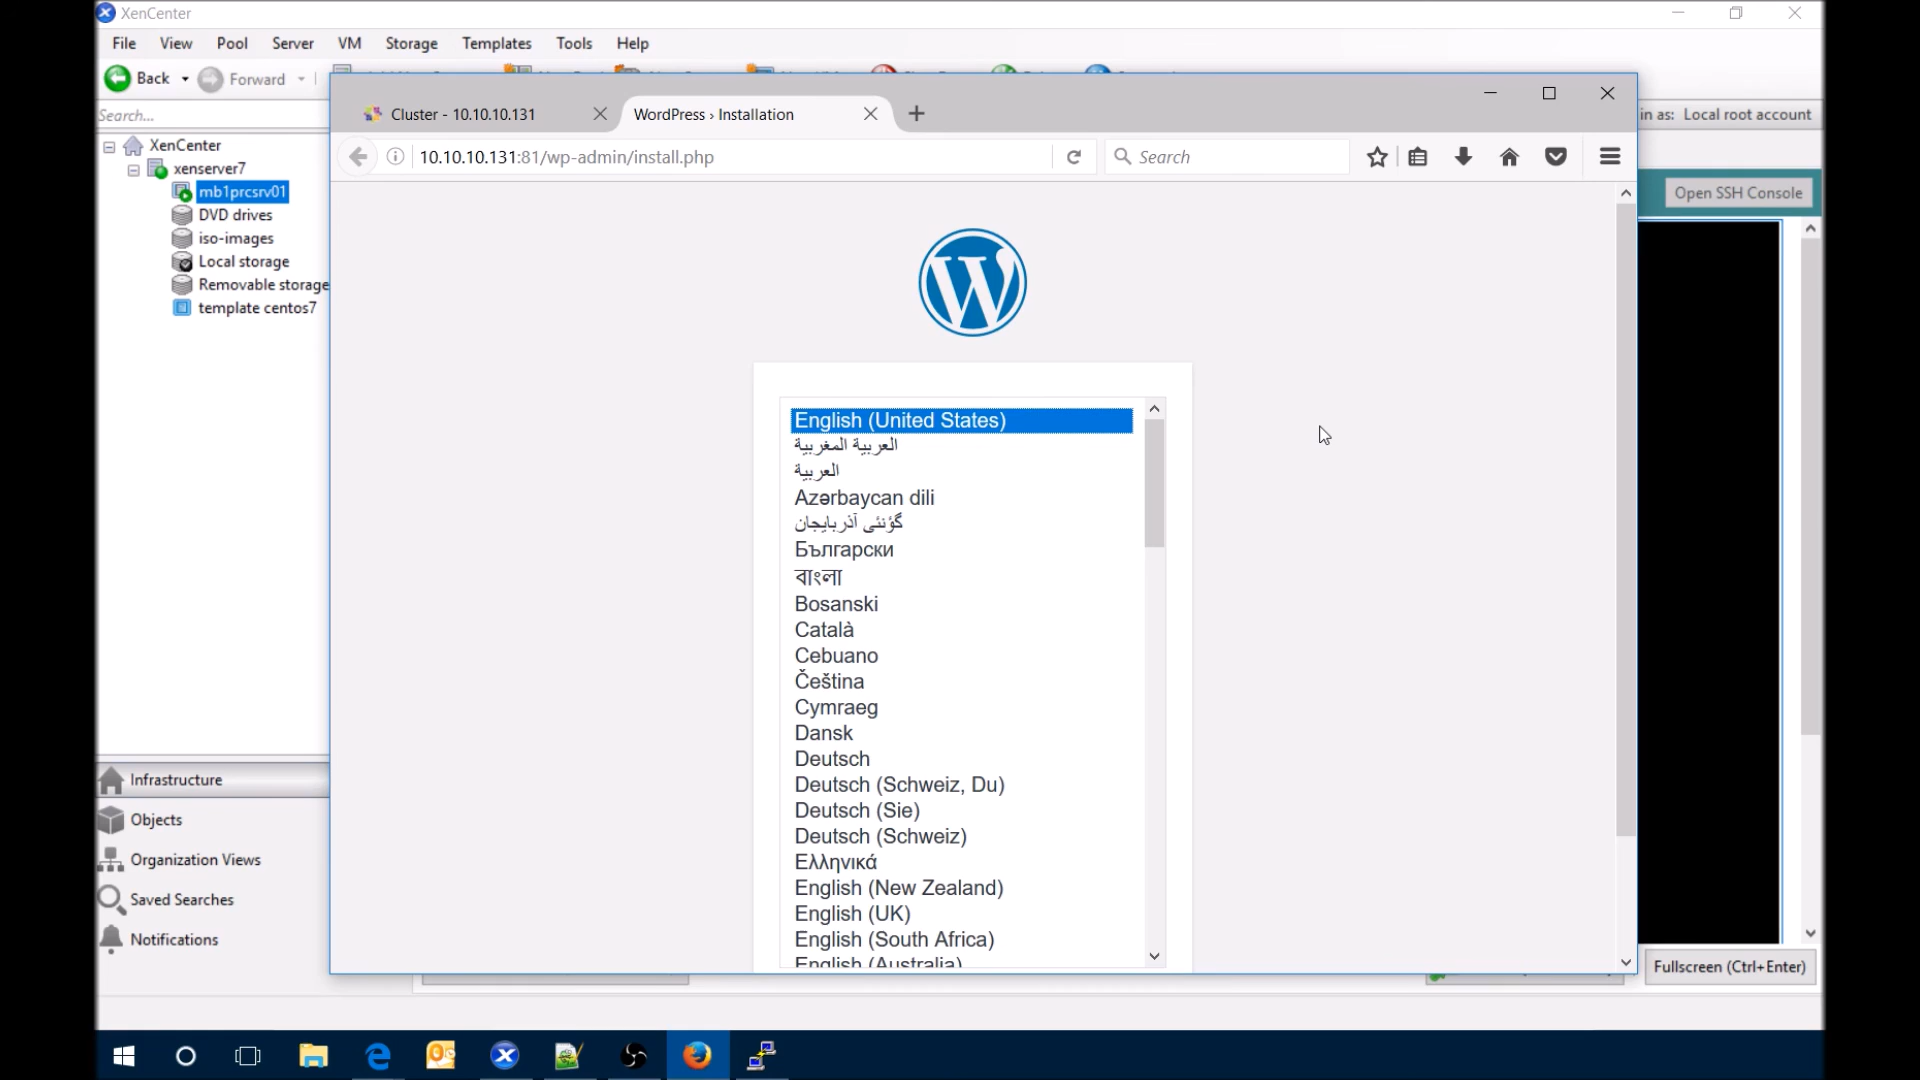 XenCenter
File View Pool Server VM Storage Templates Tools Help
Back Forward
Search...
in as: Local root account
XenCenter
xenserver7
mb1prcsrv01
DVD drives
iso-images
Local storage
Removable storage
template centos7
Open SSH Console
Cluster - 10.10.10.131
WordPress › Installation
10.10.10.131:81/wp-admin/install.php
Search
English (United States)
العربية المغربية
العربية
Azərbaycan dili
گؤنئی آذربایجان
Български
বাংলা
Bosanski
Català
Cebuano
Čeština
Cymraeg
Dansk
Deutsch
Deutsch (Schweiz, Du)
Deutsch (Sie)
Deutsch (Schweiz)
Ελληνικά
English (New Zealand)
English (UK)
English (South Africa)
English (Australia)
Infrastructure
Objects
Organization Views
Saved Searches
Notifications
Fullscreen (Ctrl+Enter)